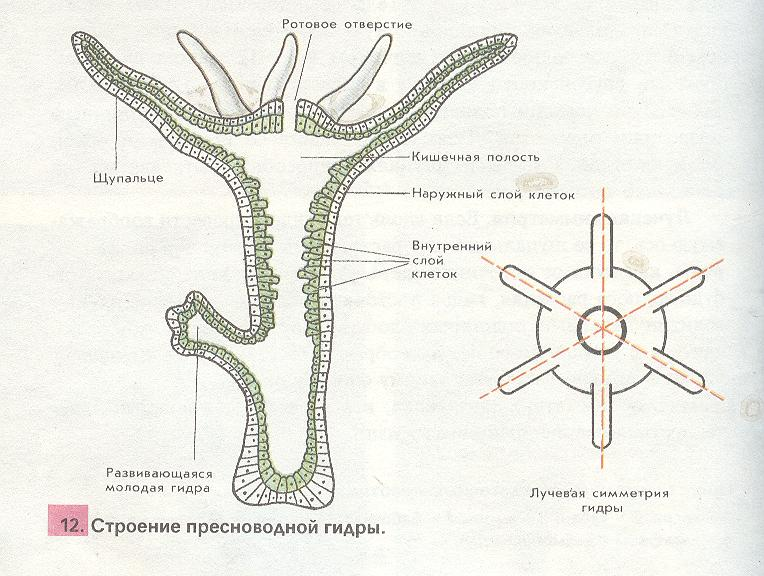 Ротовое отверстие
Щупальце
Кишечная полость
Наружный слой клеток
Внутренний
слой
клеток
Развивающаяся
молодая гидра
Лучевая симметрия
гидры
12. Строение пресноводной гидры.